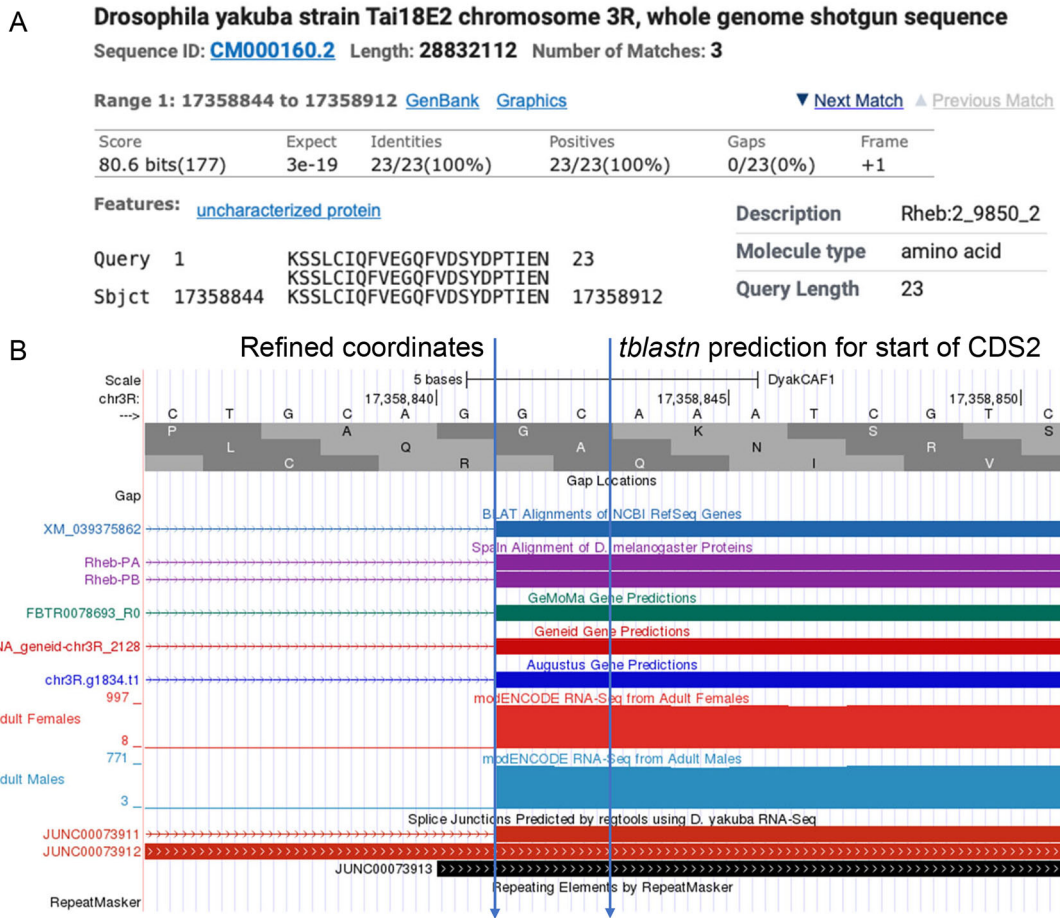 A
Drosophila yakuba strain Tai18E2 chromosome 3R, whole genome shotgun sequence
Sequence ID: CM000160.2 Length: 28832112 Number of Matches: 3
Range 1: 17358844 to 17358912 GenBank Graphics ▼ Next Match ▲ Previous Match
Score Expect Identities Positives Gaps Frame
80.6 bits(177) 3e-19 23/23(100%) 23/23(100%) 0/23(0%) +1
Features: uncharacterized protein
Description Rheb:2_9850_2
Molecule type amino acid
Query Length 23
Query 1 KSSLCIQFVEGQFVDSYDPTIEN 23
KSSLCIQFVEGQFVDSYDPTIEN
Sbjct 17358844 KSSLCIQFVEGQFVDSYDPTIEN 17358912
B
Refined coordinates tblastn prediction for start of CDS2
Scale 5 bases DyakCAF1
chr3R: 17,358,840 17,358,845 17,358,850
---> C T G C A G G C A A A T C G T C
P A G K S S
L Q A N R
C R Q I V
Gap Locations
Gap
BLAT Alignments of NCBI RefSeq Genes
XM_039375862
Spaln Alignment of D. melanogaster Proteins
Rheb-PA
Rheb-PB
GeMoMa Gene Predictions
FBTR0078693_R0
Geneid Gene Predictions
NA_geneid-chr3R_2128
Augustus Gene Predictions
chr3R.g1834.t1
modENCODE RNA-Seq from Adult Females
997 _
dult Females
8 _
modENCODE RNA-Seq from Adult Males
771 _
dult Males
3 _
Splice Junctions Predicted by regtools using D. yakuba RNA-Seq
JUNC00073911
JUNC00073912
JUNC00073913
Repeating Elements by RepeatMasker
RepeatMasker